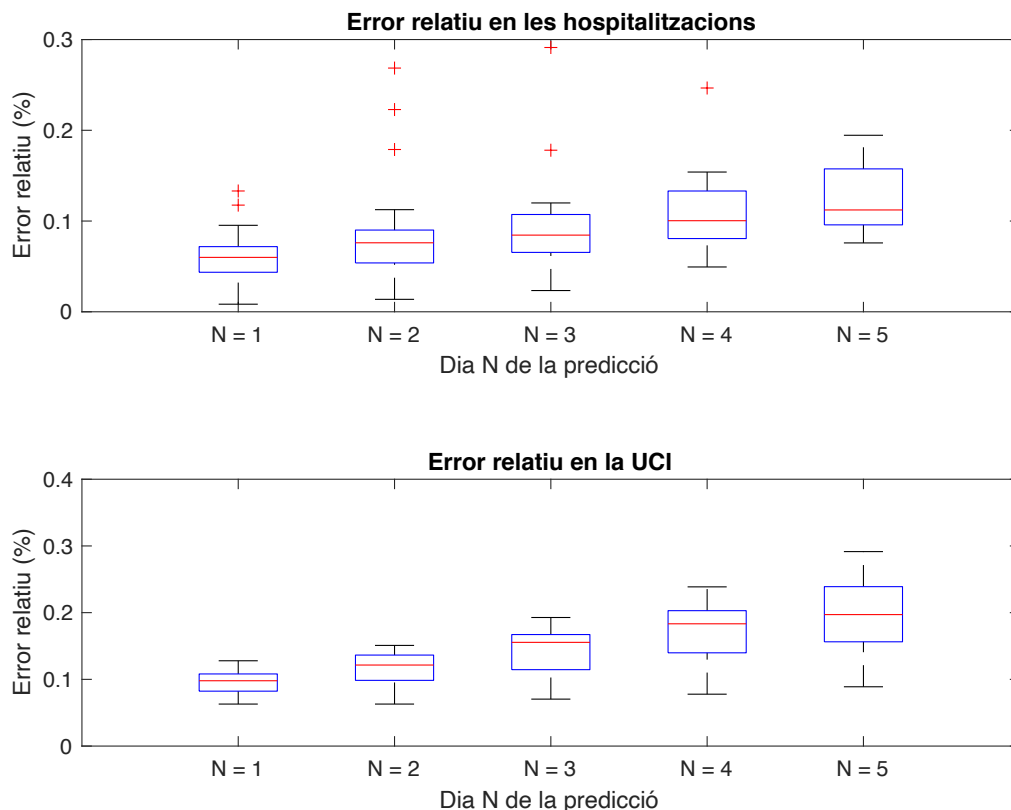 Error relatiu en les hospitalitzacions
0.3
0.2
0.1
0
Error relatiu (%)
N = 1 N = 2 N = 3 N = 4 N = 5
Dia N de la predicció
Error relatiu en la UCI
0.4
0.3
0.2
0.1
0
Error relatiu (%)
N = 1 N = 2 N = 3 N = 4 N = 5
Dia N de la predicció